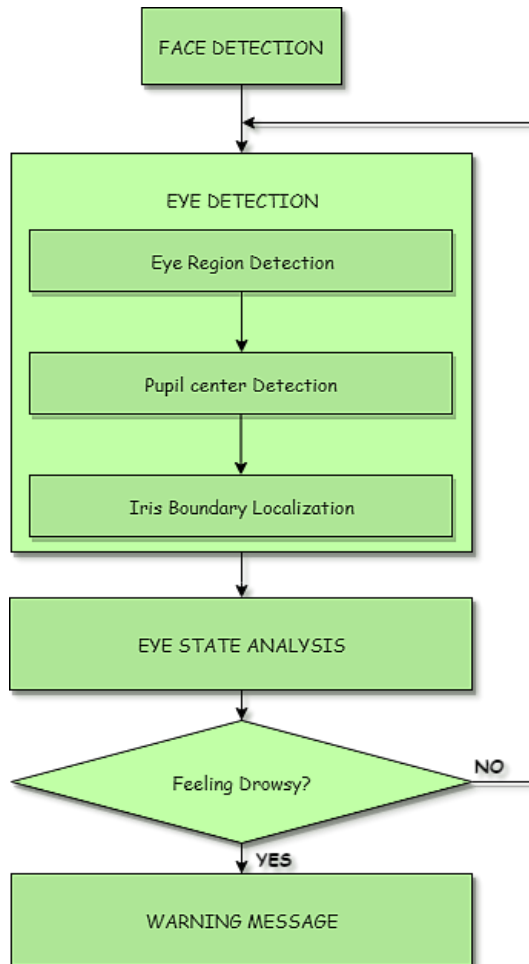 FACE DETECTION
EYE DETECTION
Eye Region Detection
Pupil center Detection
Iris Boundary Localization
EYE STATE ANALYSIS
Feeling Drowsy?
NO
YES
WARNING MESSAGE